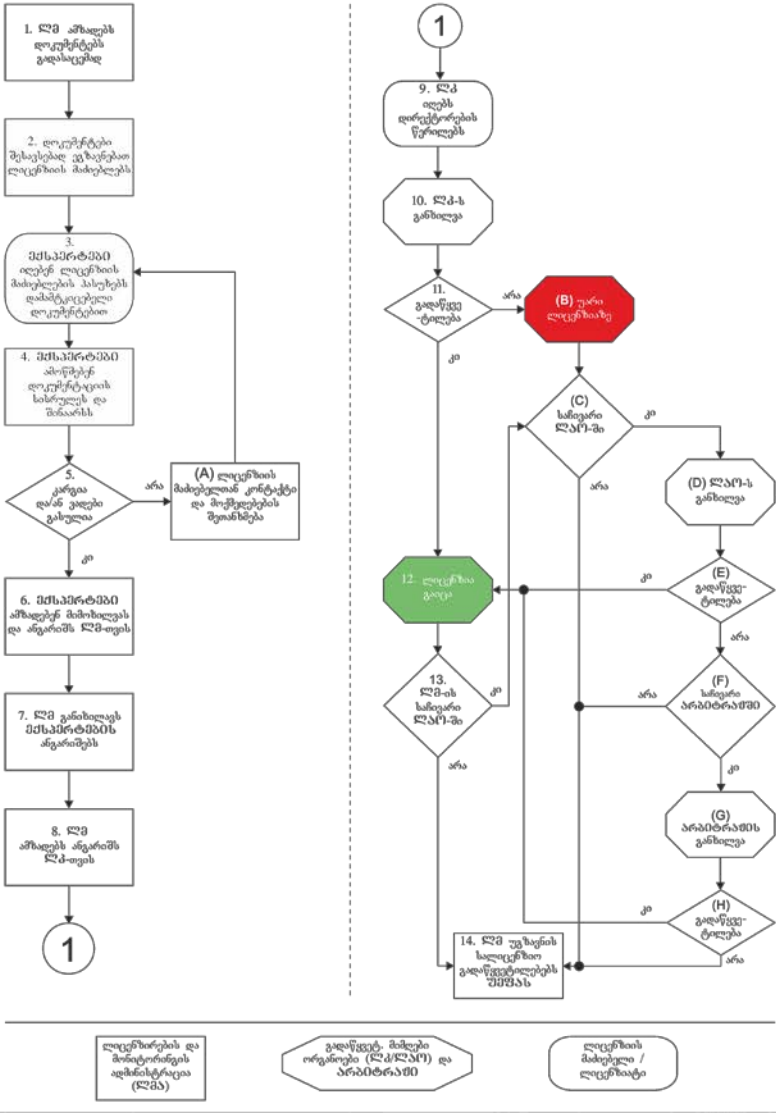 1. ᲚᲛ ამზადებს
დოკუმენტებს
გადასაცემად
2. დოკუმენტები
შესავსებად ეგზავნებათ
ლიცენზიის მაძიებლებს
3.
ᲔᲥᲡᲞᲔᲠᲢᲔᲑᲘ
იღებენ ლიცენზიის
მაძიებლების პასუხებს
დამამტკიცებელი
დოკუმენტებით
4. ᲔᲥᲡᲞᲔᲠᲢᲔᲑᲘ
ამოწმებენ
დოკუმენტაციის
სისრულეს და
შინაარსს
5.
კარგია
და/ან ვადები
გასულია
არა
(A) ლიცენზიის
მაძიებელთან კონტაქტი
და მოქმედებების
შეთანხმება
კი
6. ᲔᲥᲡᲞᲔᲠᲢᲔᲑᲘ
ამზადებენ მიმოხილვას
და ანგარიშს ᲚᲛ-თვის
7. ᲚᲛ განიხილავს
ᲔᲥᲡᲞᲔᲠᲢᲔᲑᲘᲡ
ანგარიშებს
8. ᲚᲛ
ამზადებს ანგარიშს
ᲚᲙ-თვის
1
1
9. ᲚᲙ
იღებს
დირექტორების
წერილებს
10. ᲚᲙ-ს
განხილვა
11.
გადაწყვე
-ტილება
არა
(B) უარი
ლიცენზიაზე
კი
(C)
საჩივარი
ᲚᲐᲝ-ში
კი
არა
(D) ᲚᲐᲝ-ს
განხილვა
12. ლიცენზია
გაიცა
კი
(E)
გადაწყვე-
ტილება
არა
13.
ᲚᲛ-ის
საჩივარი
ᲚᲐᲝ-ში
კი
არა
არა
(F)
საჩივარი
ᲐᲠᲑᲘᲢᲠᲐᲟᲨᲘ
კი
(G)
ᲐᲠᲑᲘᲢᲠᲐᲟᲘᲡ
განხილვა
კი
(H)
გადაწყვე-
ტილება
არა
14. ᲚᲛ უგზავნის
სალიცენზიო
გადაწყვეტილებებს
ᲣᲔᲤᲐᲡ
ლიცენზირების და
მონიტორინგის
ადმინისტრაცია
(ᲚᲛᲐ)
გადაწყვეტ. მიმღები
ორგანოები (ᲚᲙ/ᲚᲐᲝ) და
ᲐᲠᲑᲘᲢᲠᲐᲟᲘ
ლიცენზიის
მაძიებელი /
ლიცენზიატი